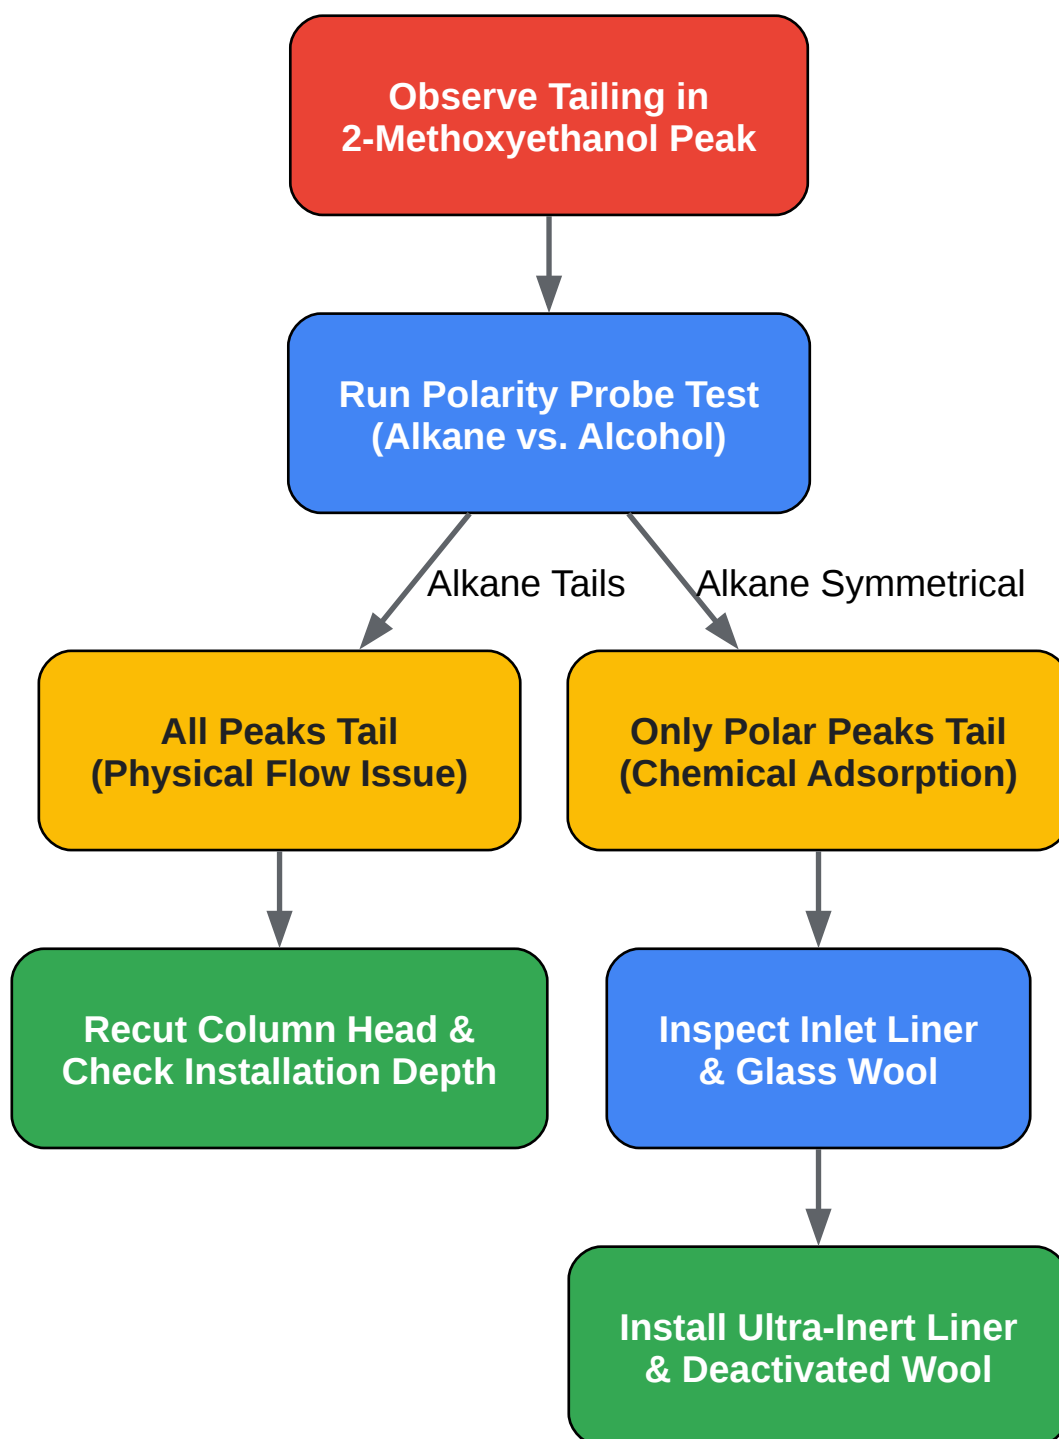 Observe Tailing in
2-Methoxyethanol Peak
Run Polarity Probe Test
(Alkane vs. Alcohol)
Alkane Tails
Alkane Symmetrical
All Peaks Tail
(Physical Flow Issue)
Only Polar Peaks Tail
(Chemical Adsorption)
Recut Column Head &
Check Installation Depth
Inspect Inlet Liner
& Glass Wool
Install Ultra-Inert Liner
& Deactivated Wool